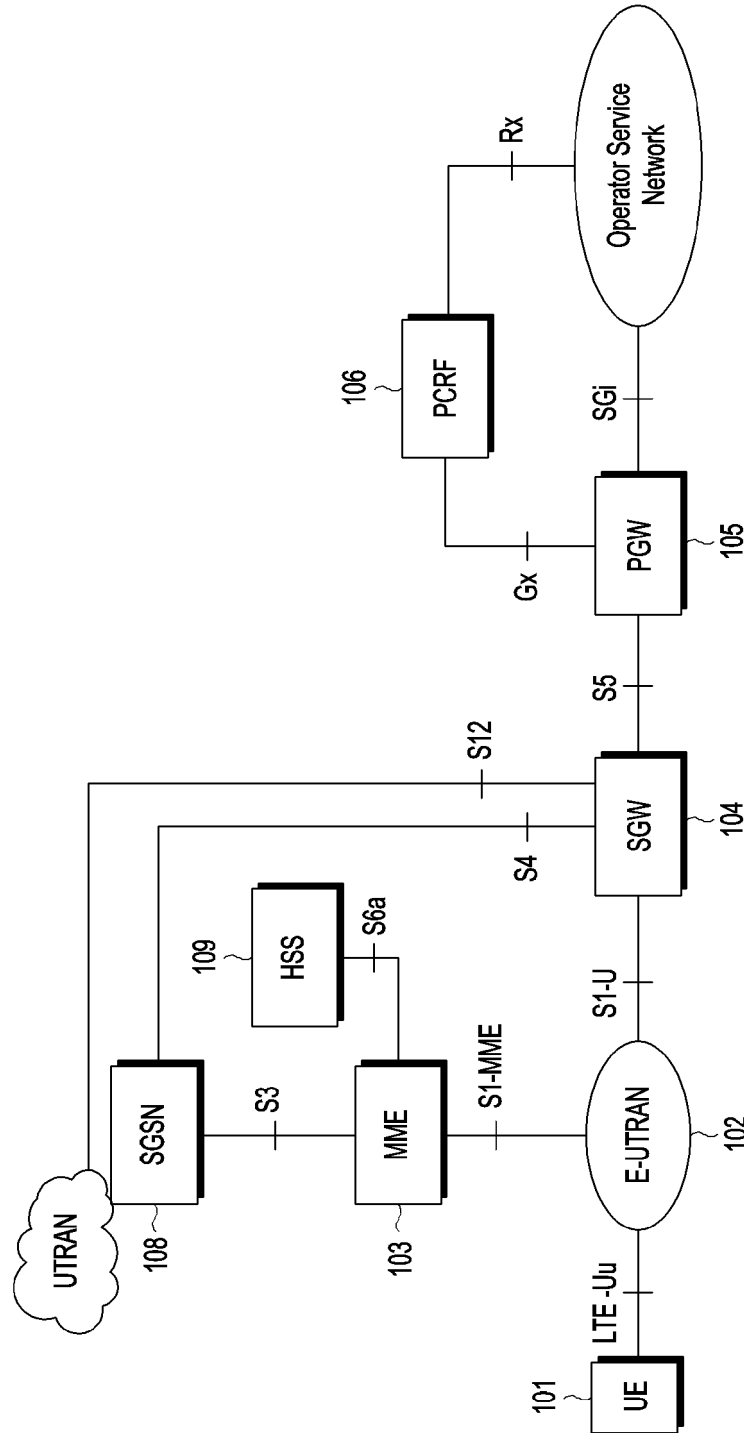 UTRAN
SGSN
108
S3
HSS
109
S6a
MME
103
S1-MME
S4
S12
PCRF
106
Gx
Rx
UE
101
LTE -Uu
E-UTRAN
102
S1-U
SGW
104
S5
PGW
105
SGi
Operator Service
Network